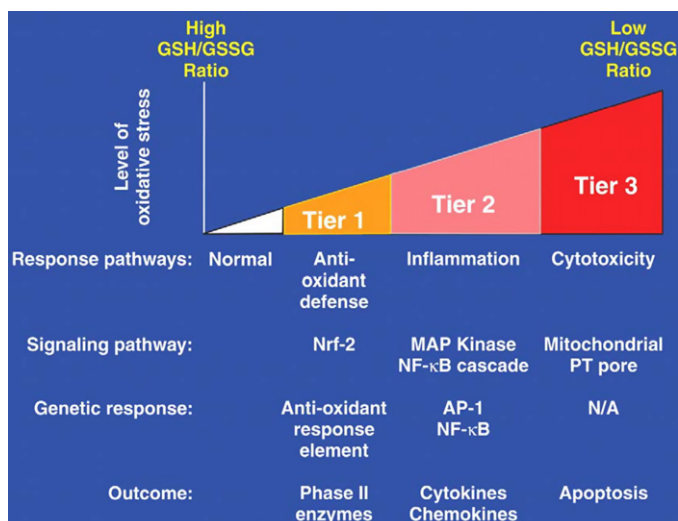 High
GSH/GSSG
Ratio
Low
GSH/GSSG
Ratio
Level of
oxidative stress
Tier 1
Tier 2
Tier 3
Response pathways: Normal Anti-
oxidant
defense Inflammation Cytotoxicity
Signaling pathway: Nrf-2 MAP Kinase
NF-κB cascade Mitochondrial
PT pore
Genetic response: Anti-oxidant
response
element AP-1
NF-κB N/A
Outcome: Phase II
enzymes Cytokines
Chemokines Apoptosis